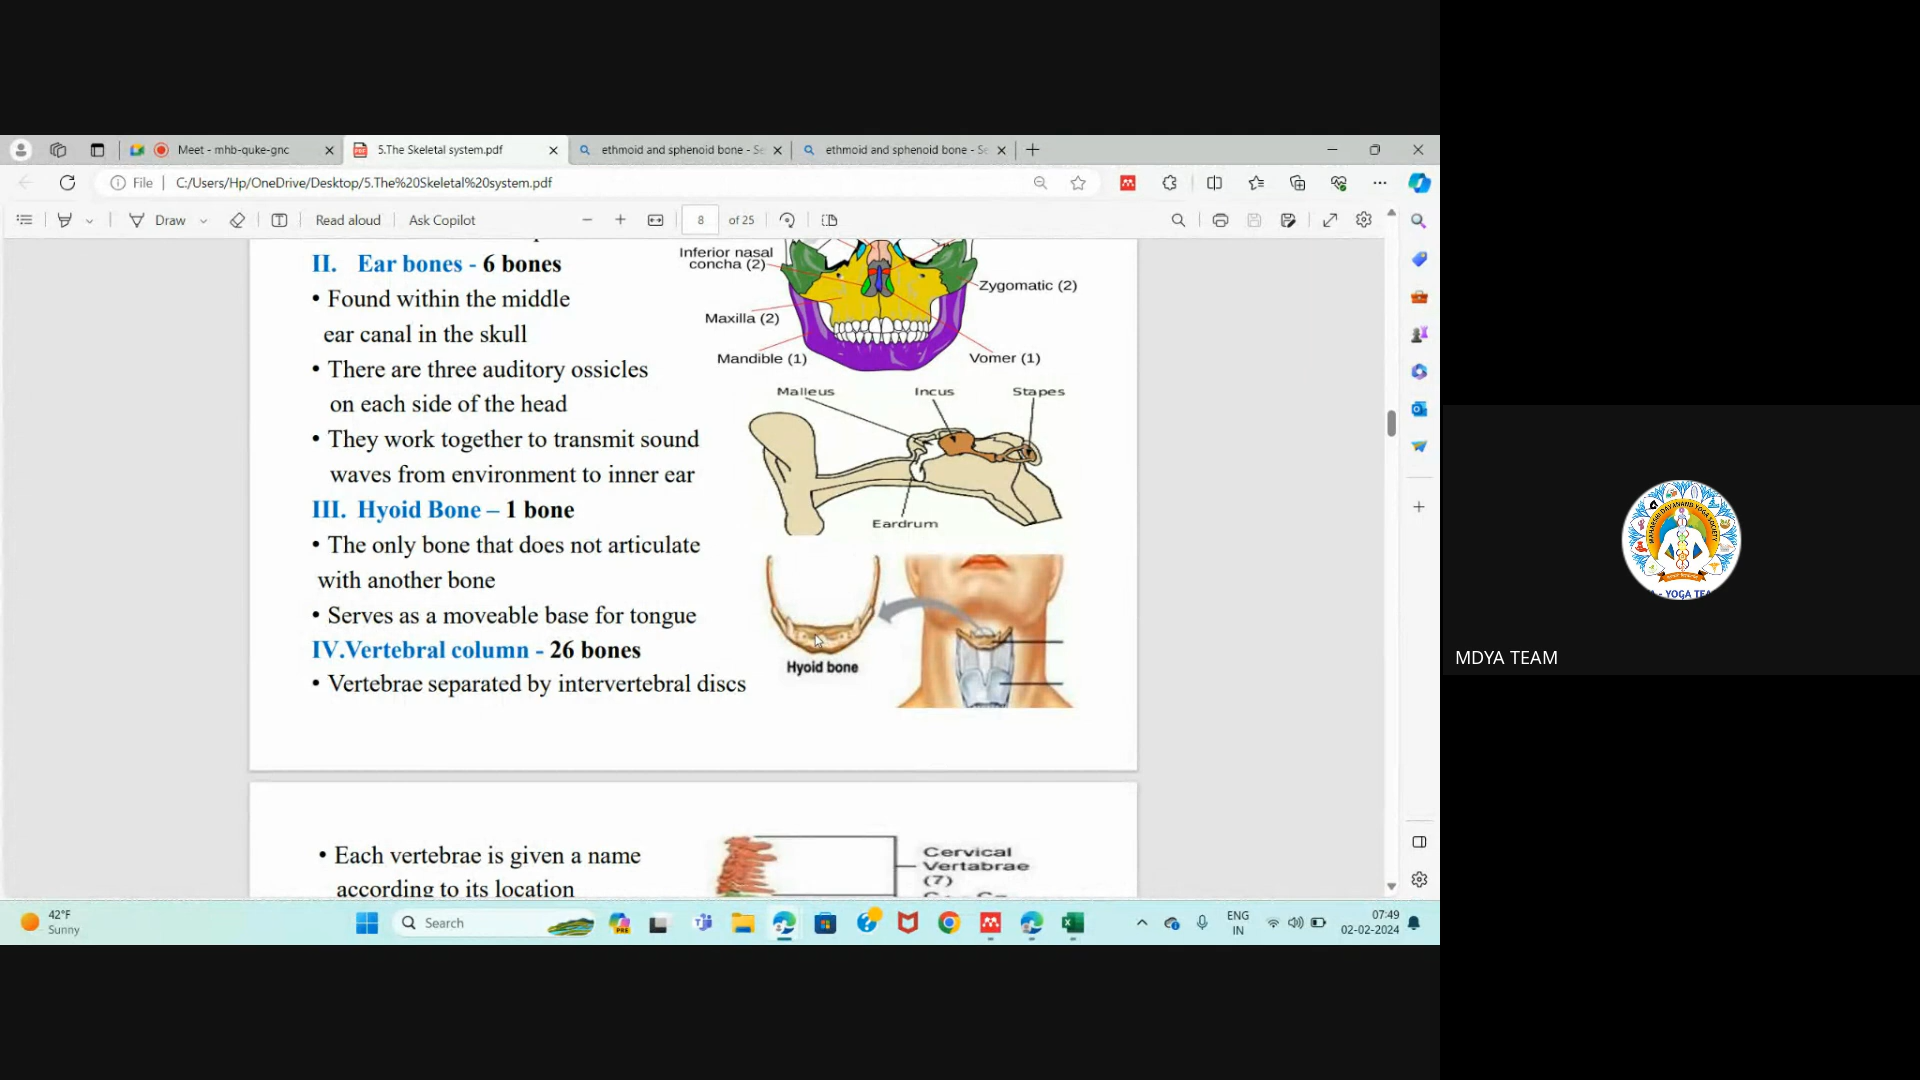 Meet - mhb-quke-gnc
5.The Skeletal system.pdf
ethmoid and sphenoid bone - Se
ethmoid and sphenoid bone - Se
File
C:/Users/Hp/OneDrive/Desktop/5.The%20Skeletal%20system.pdf
Draw
Read aloud
Ask Copilot
8
of 25
II. Ear bones - 6 bones
• Found within the middle
ear canal in the skull
• There are three auditory ossicles
on each side of the head
• They work together to transmit sound
waves from environment to inner ear
III. Hyoid Bone – 1 bone
• The only bone that does not articulate
with another bone
• Serves as a moveable base for tongue
IV.Vertebral column - 26 bones
• Vertebrae separated by intervertebral discs
Inferior nasal
concha (2)
Zygomatic (2)
Maxilla (2)
Mandible (1)
Vomer (1)
Malleus
Incus
Stapes
Eardrum
Hyoid bone
• Each vertebrae is given a name
according to its location
Cervical
Vertabrae
(7)
MAHARSHI DAYANAND YOGA SOCIETY
- YOGA TEA
MDYA TEAM
42°F
Sunny
Search
PRE
ENG
IN
07:49
02-02-2024